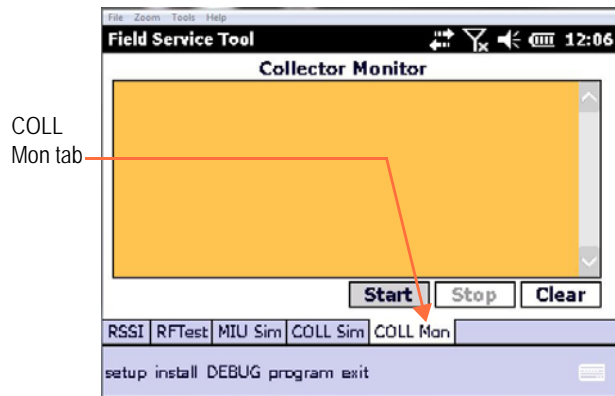 File Zoom Tools Help
Field Service Tool 12:06
Collector Monitor
COLL
Mon tab
Start Stop Clear
RSSI RFTest MIU Sim COLL Sim COLL Mon
setup install DEBUG program exit